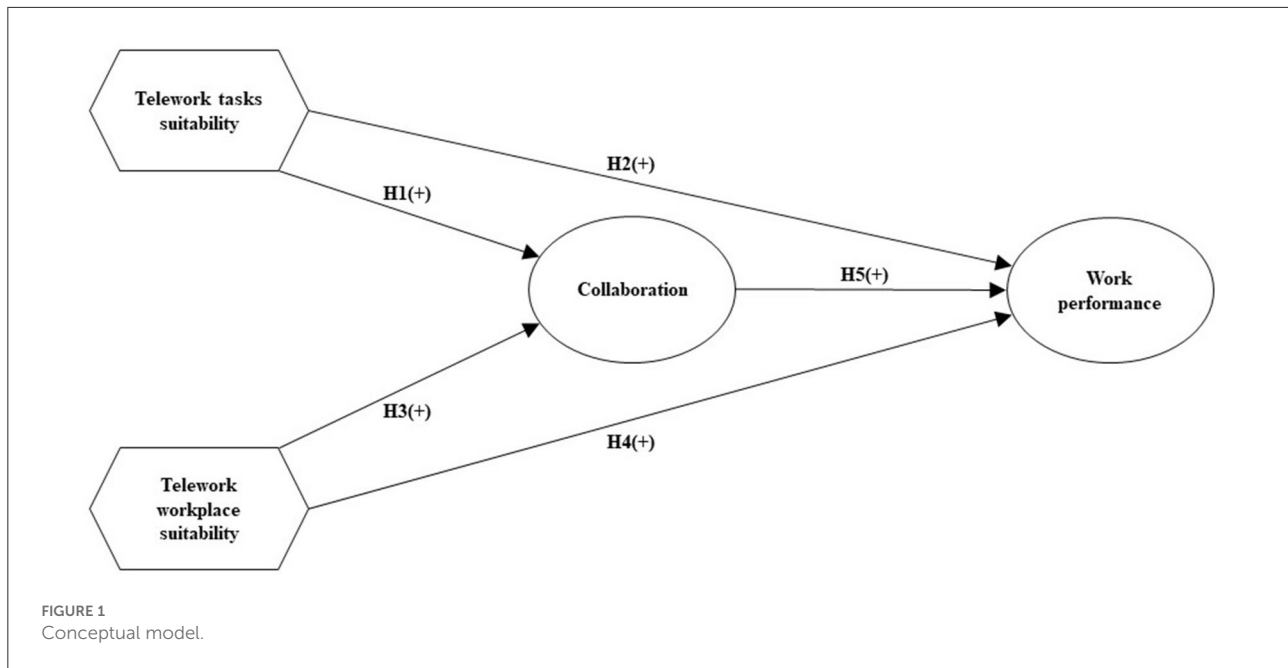 Telework tasks
suitability
H2(+)
H1(+)
Collaboration
H5(+)
Work
performance
H3(+)
H4(+)
Telework
workplace
suitability
FIGURE 1
Conceptual model.